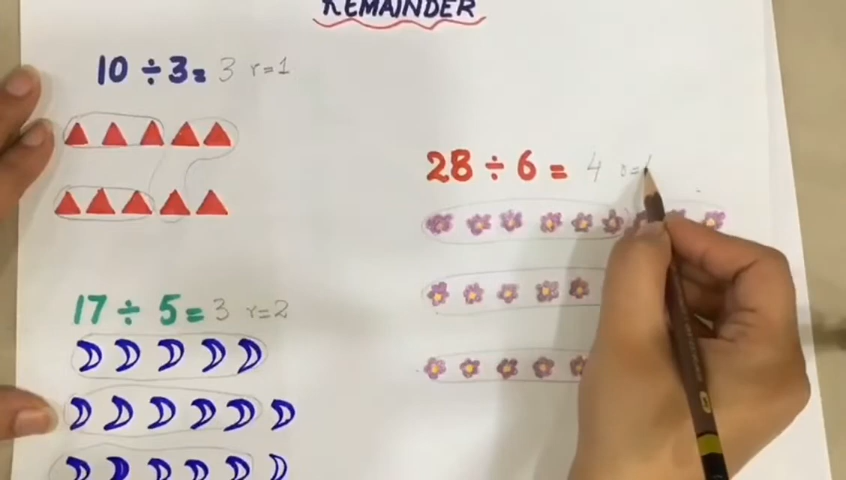 REMAINDER
10 ÷ 3 = 3 r=1
28 ÷ 6 = 4 r=
17 ÷ 5 = 3 r=2